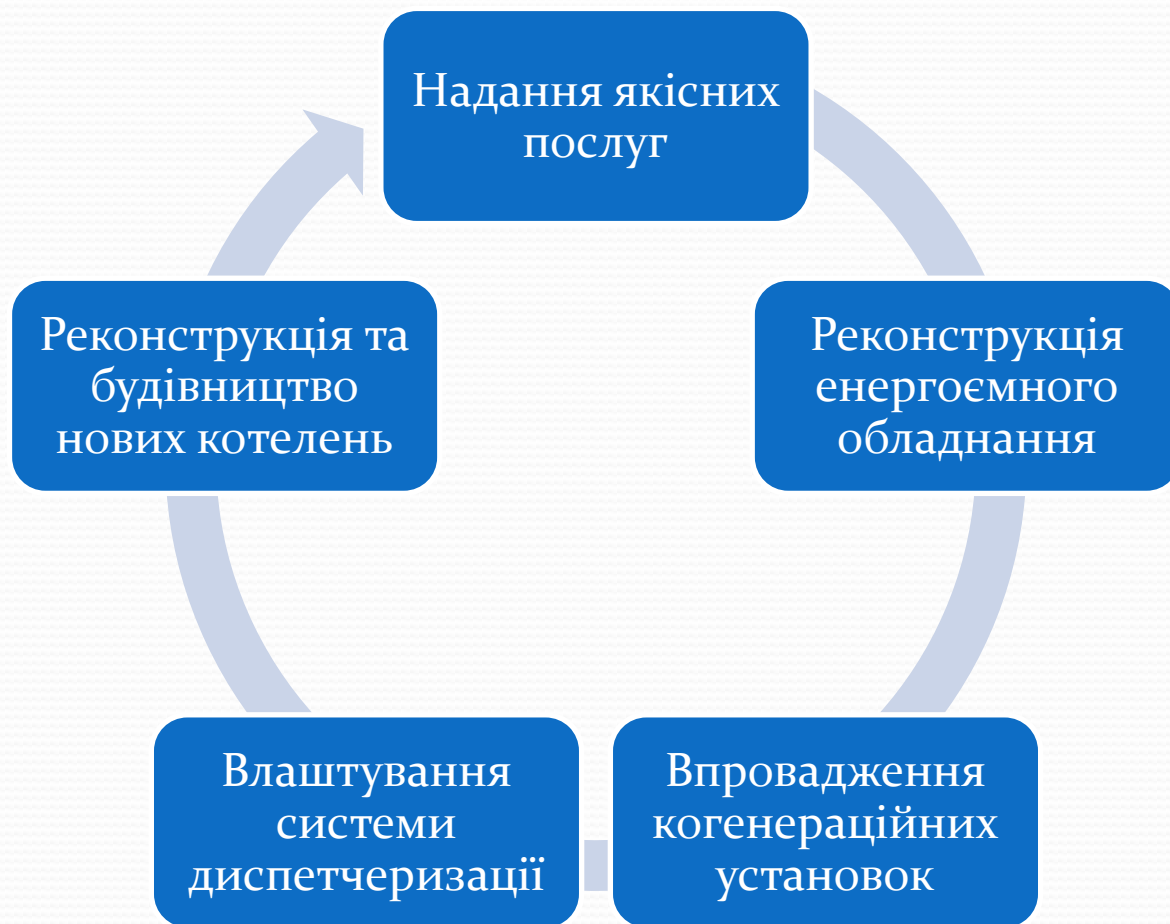 Надання якісних
послуг
Реконструкція
енергоємного
обладнання
Впровадження
когенераційних
установок
Влаштування
системи
диспетчеризації
Реконструкція та
будівництво
нових котелень